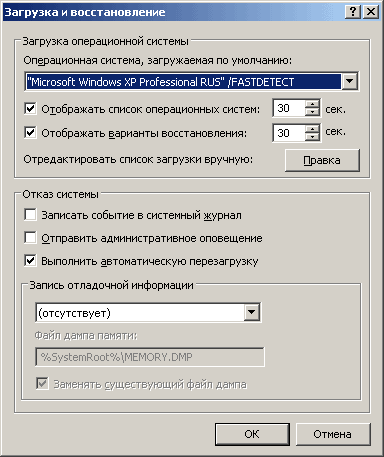 Загрузка и восстановление
Загрузка операционной системы
Операционная система, загружаемая по умолчанию:
"Microsoft Windows XP Professional RUS" /FASTDETECT
Отображать список операционных систем: 30 сек.
Отображать варианты восстановления: 30 сек.
Отредактировать список загрузки вручную: Правка
Отказ системы
Записать событие в системный журнал
Отправить административное оповещение
Выполнить автоматическую перезагрузку
Запись отладочной информации
(отсутствует)
Файл дампа памяти:
%SystemRoot%\MEMORY.DMP
Заменять существующий файл дампа
OK Отмена